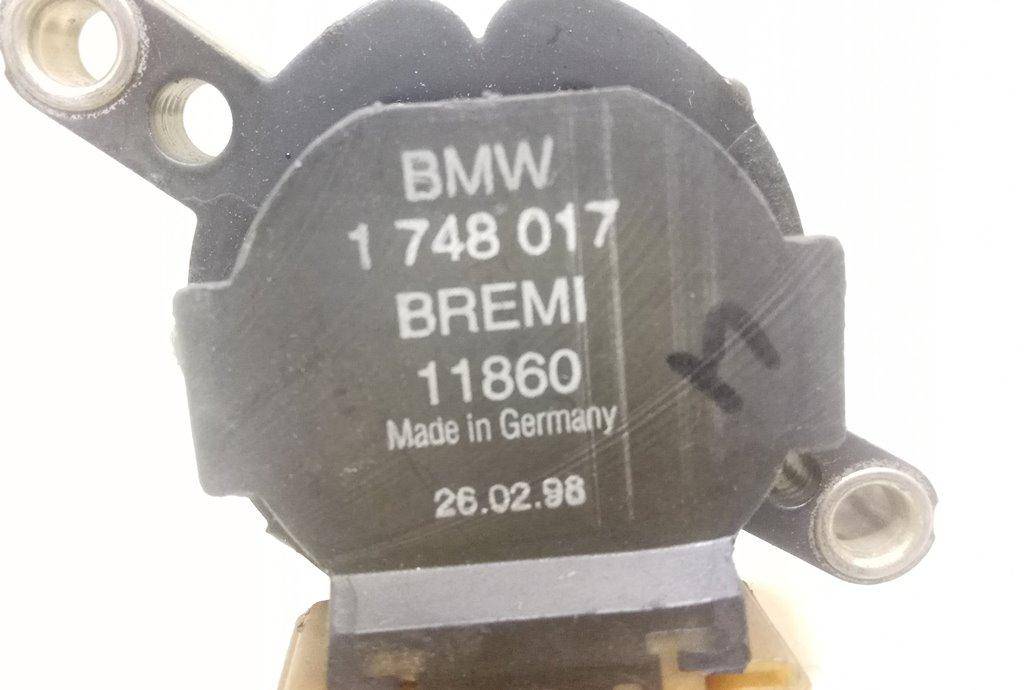 BMW
1 748 017
BREMI
11860
Made in Germany
26.02.98